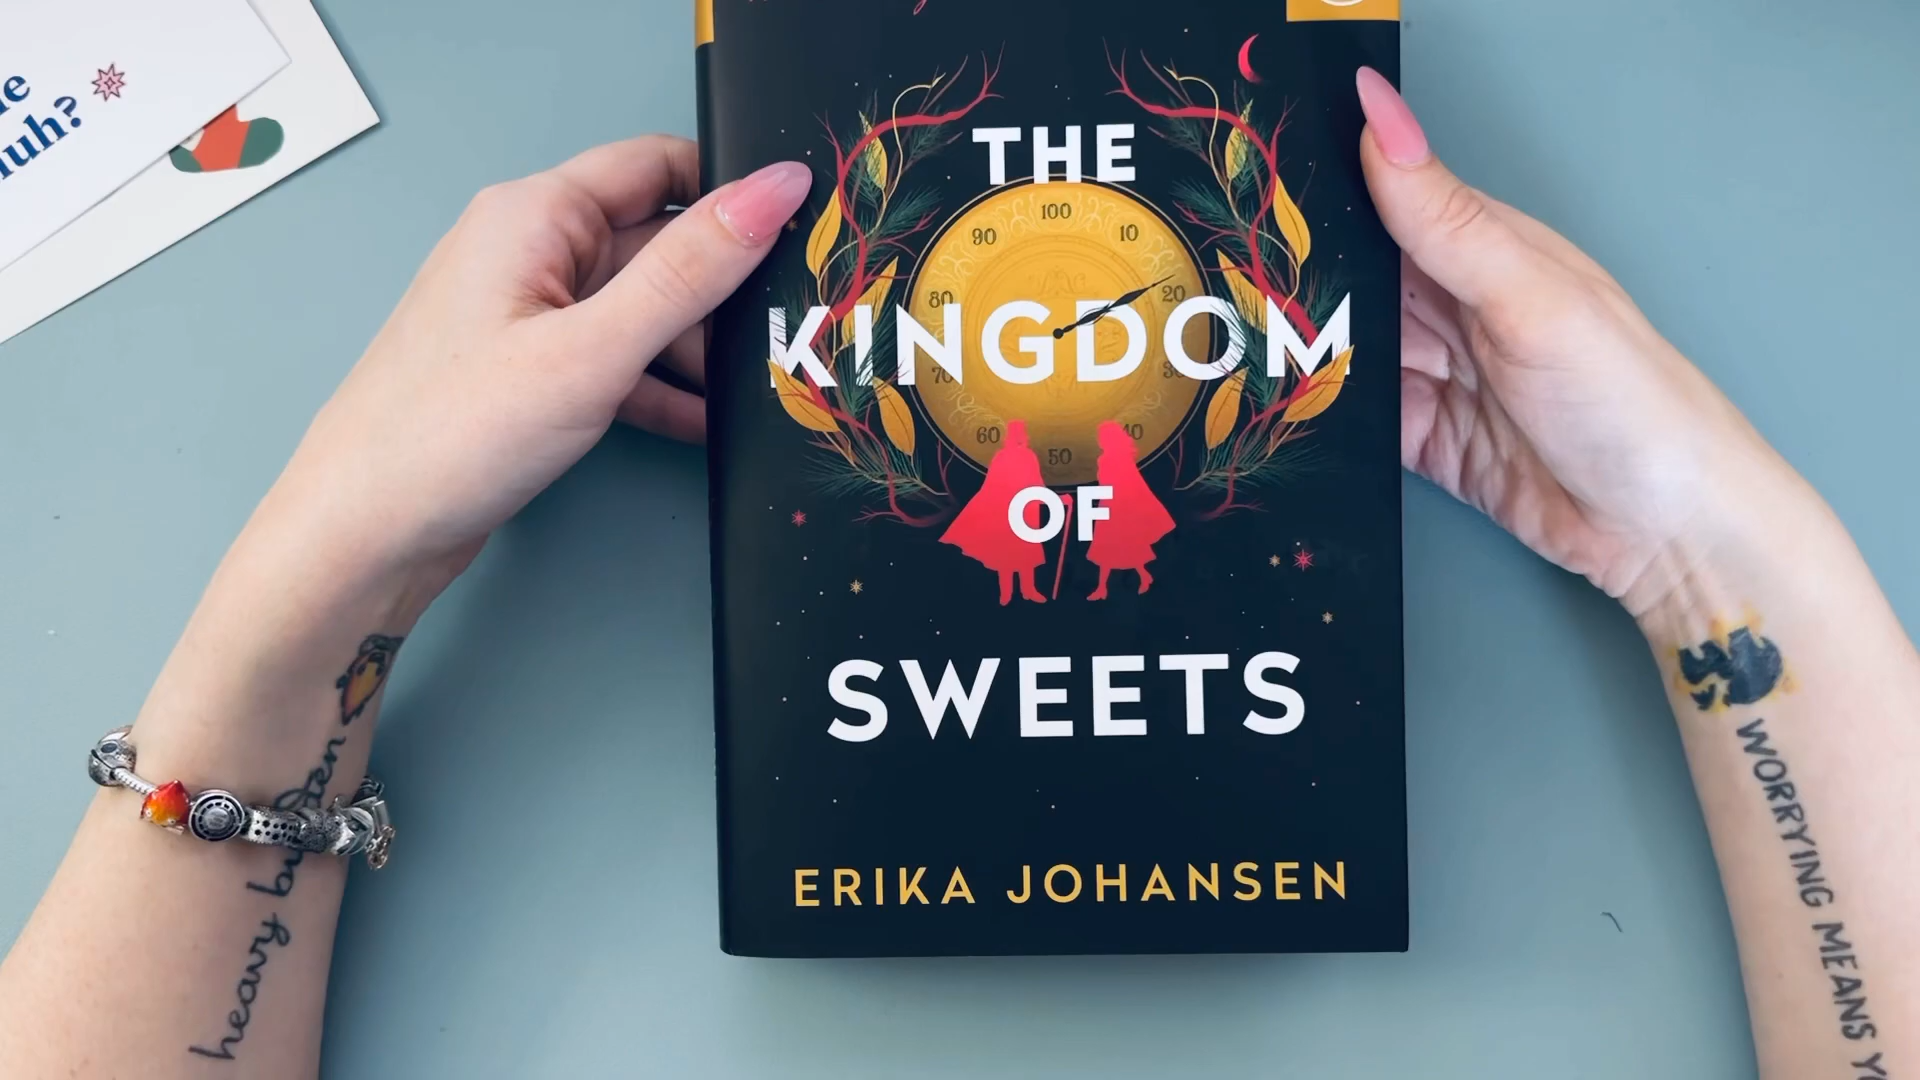 huh?
THE
100
90
10
80
20
KINGDOM
70
60
40
50
OF
SWEETS
ERIKA JOHANSEN
heavy burden
WORRYING MEANS